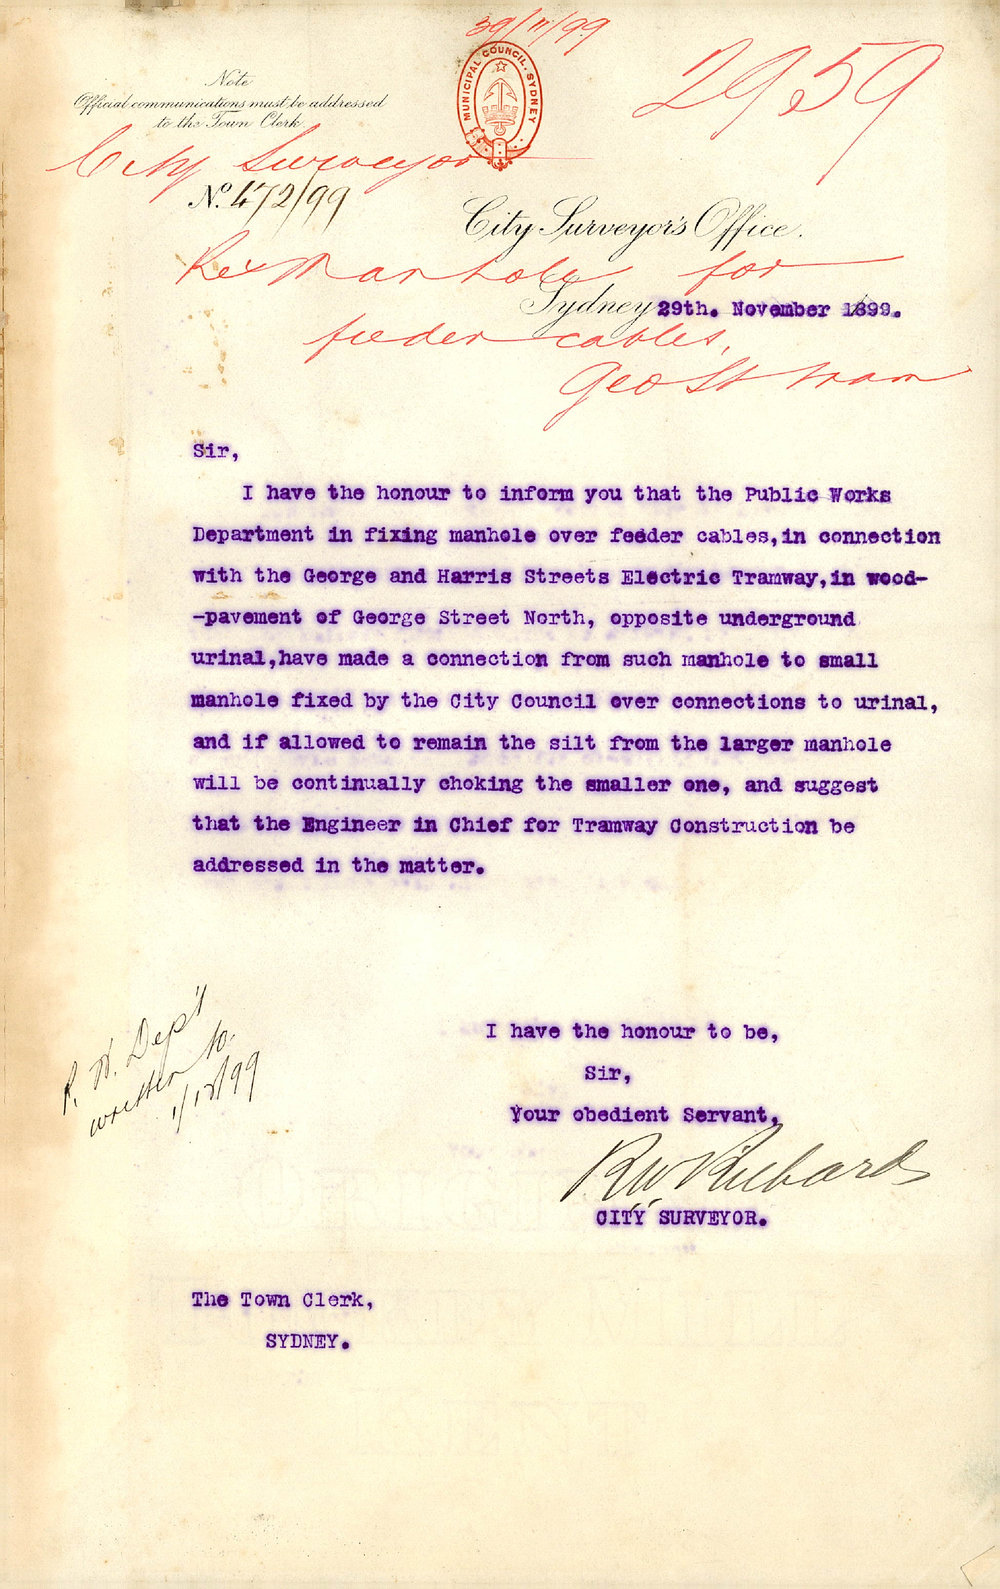 30/11/99
MUNICIPAL COUNCIL. SYDNEY
2959
Note
Official communications must be addressed
to the Town Clerk.
City Surveyor
No. 472/99
City Surveyor's Office.
Re Manhole for
Sydney 29th. November 1899.
feeder cables,
Geo St tram
Sir,
I have the honour to inform you that the Public Works
Department in fixing manhole over feeder cables,in connection
with the George and Harris Streets Electric Tramway,in wood-
-pavement of George Street North, opposite underground
urinal,have made a connection from such manhole to small
manhole fixed by the City Council over connections to urinal,
and if allowed to remain the silt from the larger manhole
will be continually choking the smaller one, and suggest
that the Engineer in Chief for Tramway Construction be
addressed in the matter.
I have the honour to be,
Sir,
Your obedient Servant,
RW Richards
CITY SURVEYOR.
Dep't
written to
1/12/99
The Town Clerk,
SYDNEY.